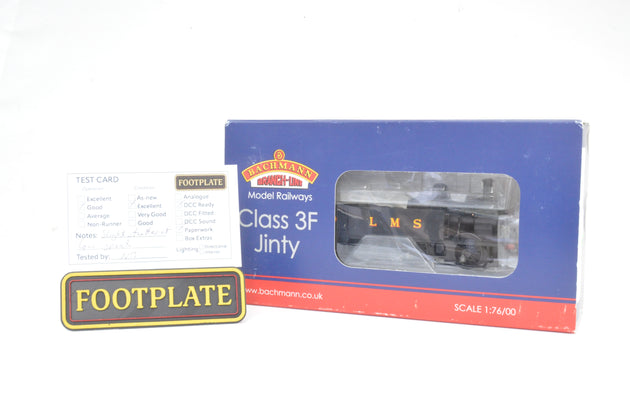 TEST CARD
FOOTPLATE
Excellent
Good
Average
Non-Runner
As new
Excellent
Very Good
Good
Analogue
DCC Ready
DCC Fitted
DCC Sound
Paperwork
Box Extras
Notes:
Lighting
Tested by:
FOOTPLATE
BACHMANN
BRANCH-LINE
Model Railways
Class 3F
Jinty
LMS
www.bachmann.co.uk
SCALE 1:76/00